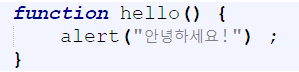 function hello() {
    alert("안녕하세요!") ;
}